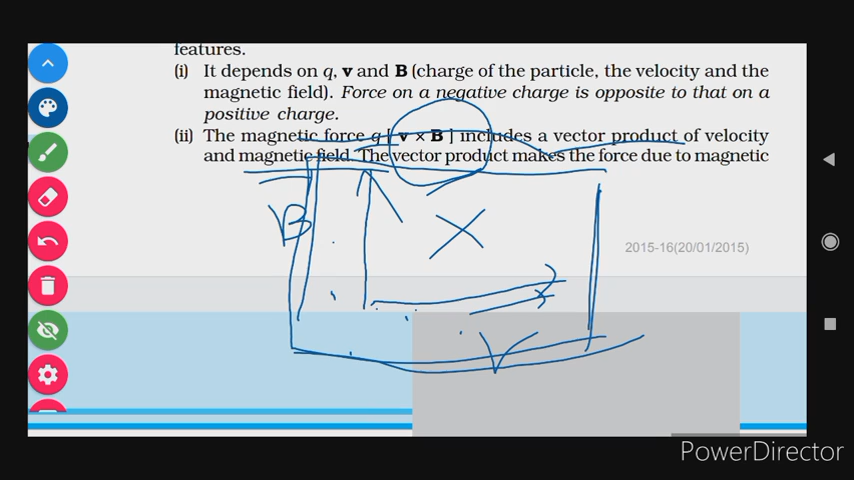 features.
(i) It depends on q, v and B (charge of the particle, the velocity and the
magnetic field). Force on a negative charge is opposite to that on a
positive charge.
(ii) The magnetic force q [ v × B ] includes a vector product of velocity
and magnetic field. The vector product makes the force due to magnetic
B
X
2015-16(20/01/2015)
V
PowerDirector